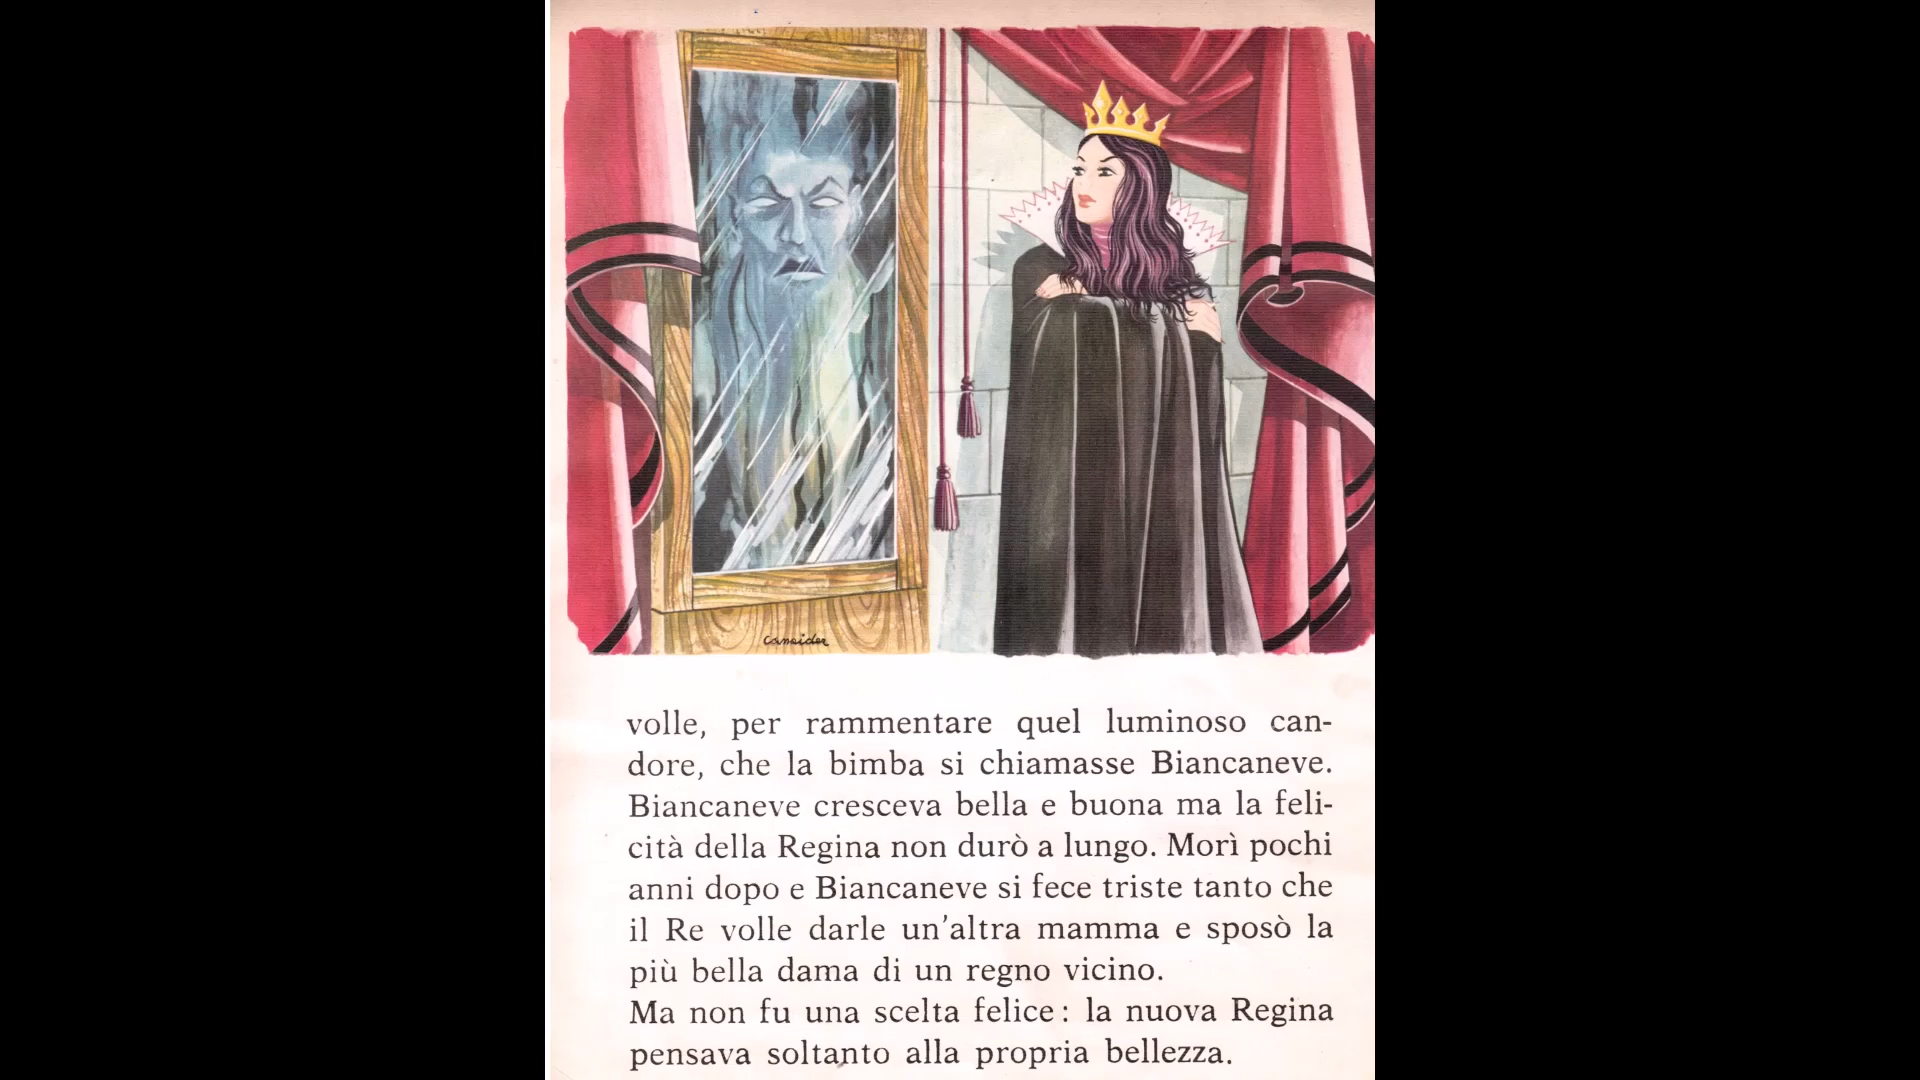 canaider
volle, per rammentare quel luminoso can-
dore, che la bimba si chiamasse Biancaneve.
Biancaneve cresceva bella e buona ma la feli-
cità della Regina non durò a lungo. Morì pochi
anni dopo e Biancaneve si fece triste tanto che
il Re volle darle un'altra mamma e sposò la
più bella dama di un regno vicino.
Ma non fu una scelta felice: la nuova Regina
pensava soltanto alla propria bellezza.